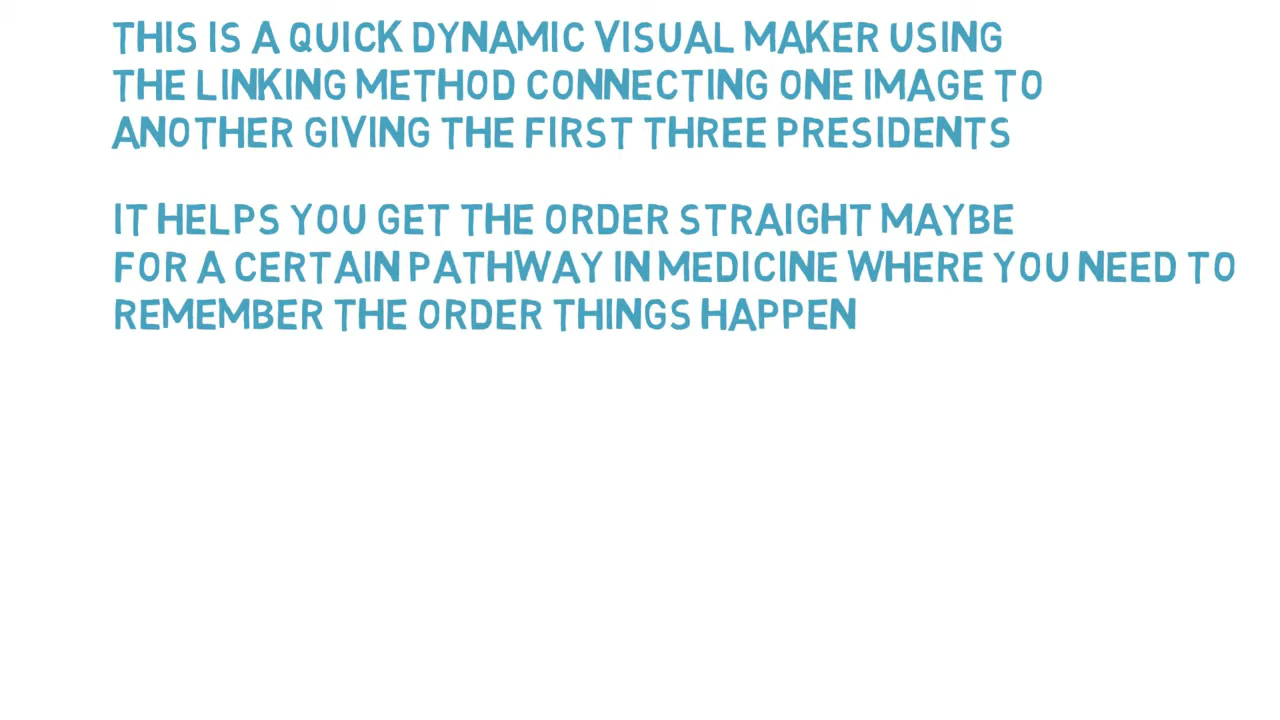 THIS IS A QUICK DYNAMIC VISUAL MAKER USING
THE LINKING METHOD CONNECTING ONE IMAGE TO
ANOTHER GIVING THE FIRST THREE PRESIDENTS
IT HELPS YOU GET THE ORDER STRAIGHT MAYBE
FOR A CERTAIN PATHWAY IN MEDICINE WHERE YOU NEED TO
REMEMBER THE ORDER THINGS HAPPEN